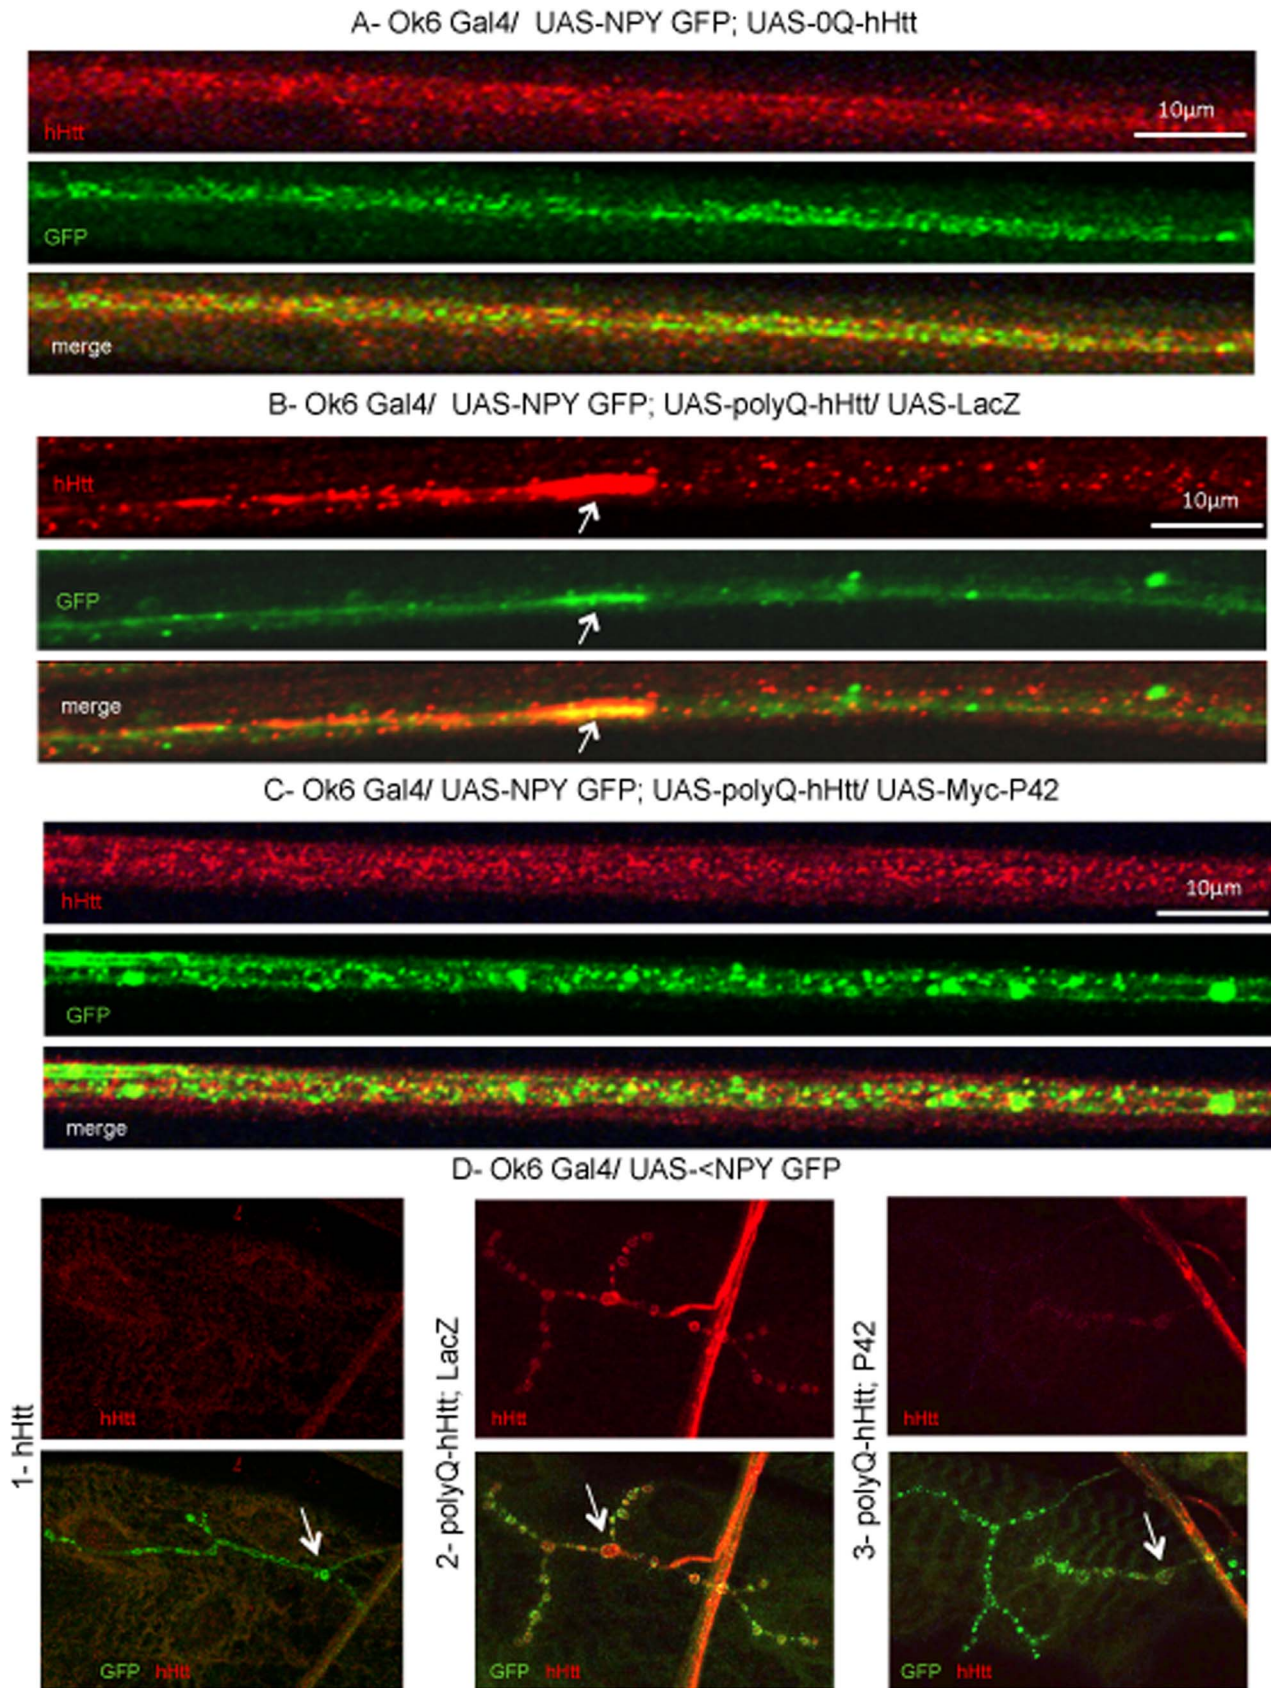 A- Ok6 Gal4/ UAS-NPY GFP; UAS-0Q-hHtt
10µm
hHtt
GFP
merge
B- Ok6 Gal4/ UAS-NPY GFP; UAS-polyQ-hHtt/ UAS-LacZ
hHtt
10µm
GFP
merge
C- Ok6 Gal4/ UAS-NPY GFP; UAS-polyQ-hHtt/ UAS-Myc-P42
10µm
hHtt
GFP
merge
D- Ok6 Gal4/ UAS-<NPY GFP
1- hHtt
hHtt
GFP hHtt
2- polyQ-hHtt; LacZ
hHtt
GFP hHtt
3- polyQ-hHtt; P42
hHtt
GFP hHtt